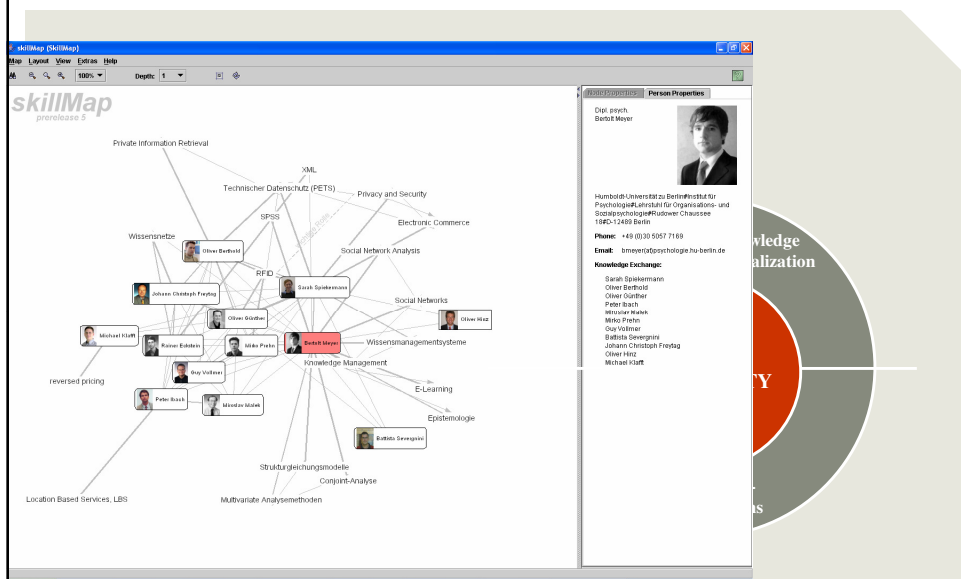 skillMap (SkillMap)
Map Layout View Extras Help
100% Depth: 1
skillMap
prerelease 5
Node Properties Person Properties
Dipl. psych.
Bertolt Meyer
Humboldt-Universität zu Berlin#Institut für
Psychologie#Lehrstuhl für Organisations- und
Sozialpsychologie#Rudower Chaussee
18#D-12489 Berlin
Phone: +49 (0)30 5057 7169
Email: bmeyer(at)psychologie.hu-berlin.de
Knowledge Exchange:
Sarah Spiekermann
Oliver Berthold
Oliver Günther
Peter Ibach
Miroslav Malek
Mirko Prehn
Guy Vollmer
Battista Severgnini
Johann Christoph Freytag
Oliver Hinz
Michael Klafft
Private Information Retrieval
XML
Technischer Datenschutz (PETS)
Privacy and Security
SPSS
Electronic Commerce
Wissensnetze
Oliver Berthold
Social Network Analysis
RFID
Sarah Spiekermann
Johann Christoph Freytag
Social Networks
Oliver Günther
Oliver Hinz
Michael Klafft
Rainer Eckstein
Mirko Prehn
Bertolt Meyer
Wissensmanagementsysteme
Knowledge Management
Guy Vollmer
reversed pricing
E-Learning
Peter Ibach
Miroslav Malek
Epistemologie
Battista Severgnini
Strukturgleichungsmodelle
Conjoint-Analyse
Location Based Services, LBS
Multivariate Analysemethoden
wledge
alization
TY